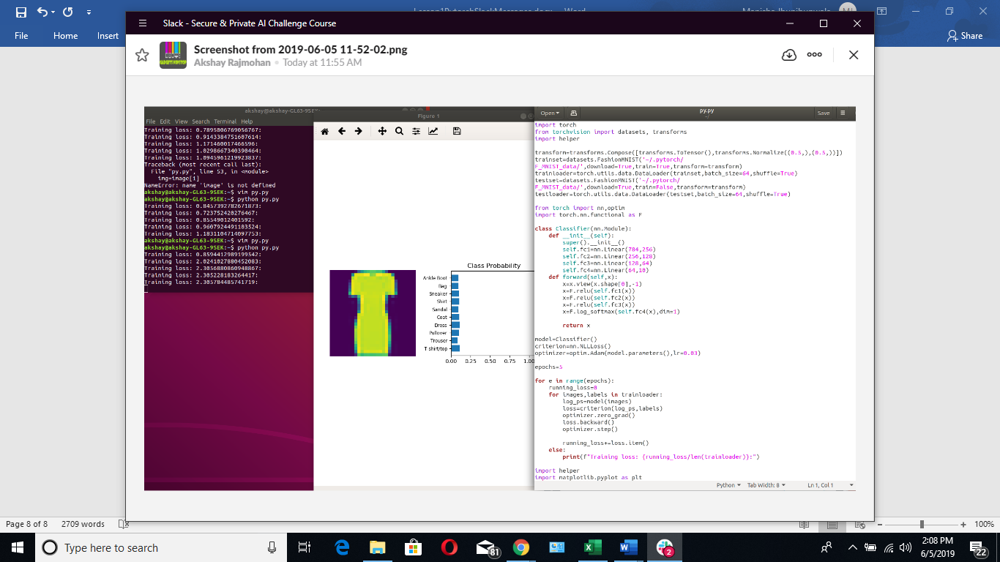 File Home Insert
Share
Slack - Secure & Private AI Challenge Course
Screenshot from 2019-06-05 11-52-02.png
Akshay Rajmohan • Today at 11:55 AM
File Edit View Search Terminal Help
Training loss: 0.7895006769056767:
Training loss: 0.9143384751607614:
Training loss: 1.171460017466596:
Training loss: 1.0298667340390464:
Training loss: 1.0945961219923837:
Traceback (most recent call last):
File "py.py", line 53, in <module>
img=image[i]
NameError: name 'image' is not defined
akshay@akshay-GL63-9SEK:~$ vim py.py
akshay@akshay-GL63-9SEK:~$ python py.py
Training loss: 0.8457392782671873:
Training loss: 0.723752420276467:
Training loss: 0.85549012401592:
Training loss: 0.9607924491103524:
Training loss: 1.1831104714097753:
akshay@akshay-GL63-9SEK:~$ vim py.py
akshay@akshay-GL63-9SEK:~$ python py.py
Training loss: 0.8594412989199542:
Training loss: 2.0241027880452083:
Training loss: 2.3056880860948867:
Training loss: 2.305228183264417:
Training loss: 2.305784485741719:
Figure 1
Class Probability
Ankle Boot
Bag
Sneaker
Shirt
Sandal
Coat
Dress
Pullover
Trouser
T-shirt/top
0.00 0.25 0.50 0.75
Open
py.py
Save
import torch
from torchvision import datasets, transforms
import helper
transform=transforms.Compose([transforms.ToTensor(),transforms.Normalize((0.5,),(0.5,))])
trainset=datasets.FashionMNIST('~/.pytorch/
F_MNIST_data/',download=True,train=True,transform=transform)
trainloader=torch.utils.data.DataLoader(trainset,batch_size=64,shuffle=True)
testset=datasets.FashionMNIST('~/.pytorch/
F_MNIST_data/',download=True,train=False,transform=transform)
testloader=torch.utils.data.DataLoader(testset,batch_size=64,shuffle=True)
from torch import nn,optim
import torch.nn.functional as F
class Classifier(nn.Module):
def __init__(self):
super().__init__()
self.fc1=nn.Linear(784,256)
self.fc2=nn.Linear(256,128)
self.fc3=nn.Linear(128,64)
self.fc4=nn.Linear(64,10)
def forward(self,x):
x=x.view(x.shape[0],-1)
x=F.relu(self.fc1(x))
x=F.relu(self.fc2(x))
x=F.relu(self.fc3(x))
x=F.log_softmax(self.fc4(x),dim=1)
return x
model=Classifier()
criterion=nn.NLLLoss()
optimizer=optim.Adam(model.parameters(),lr=0.03)
epochs=5
for e in range(epochs):
running_loss=0
for images,labels in trainloader:
log_ps=model(images)
loss=criterion(log_ps,labels)
optimizer.zero_grad()
loss.backward()
optimizer.step()
running_loss+=loss.item()
else:
print(f"Training loss: {running_loss/len(trainloader)}:")
import helper
import matplotlib.pyplot as plt
Python Tab Width: 8 Ln 1, Col 1
Page 8 of 8 2709 words
100%
Type here to search
81
2
2:08 PM
6/5/2019
22